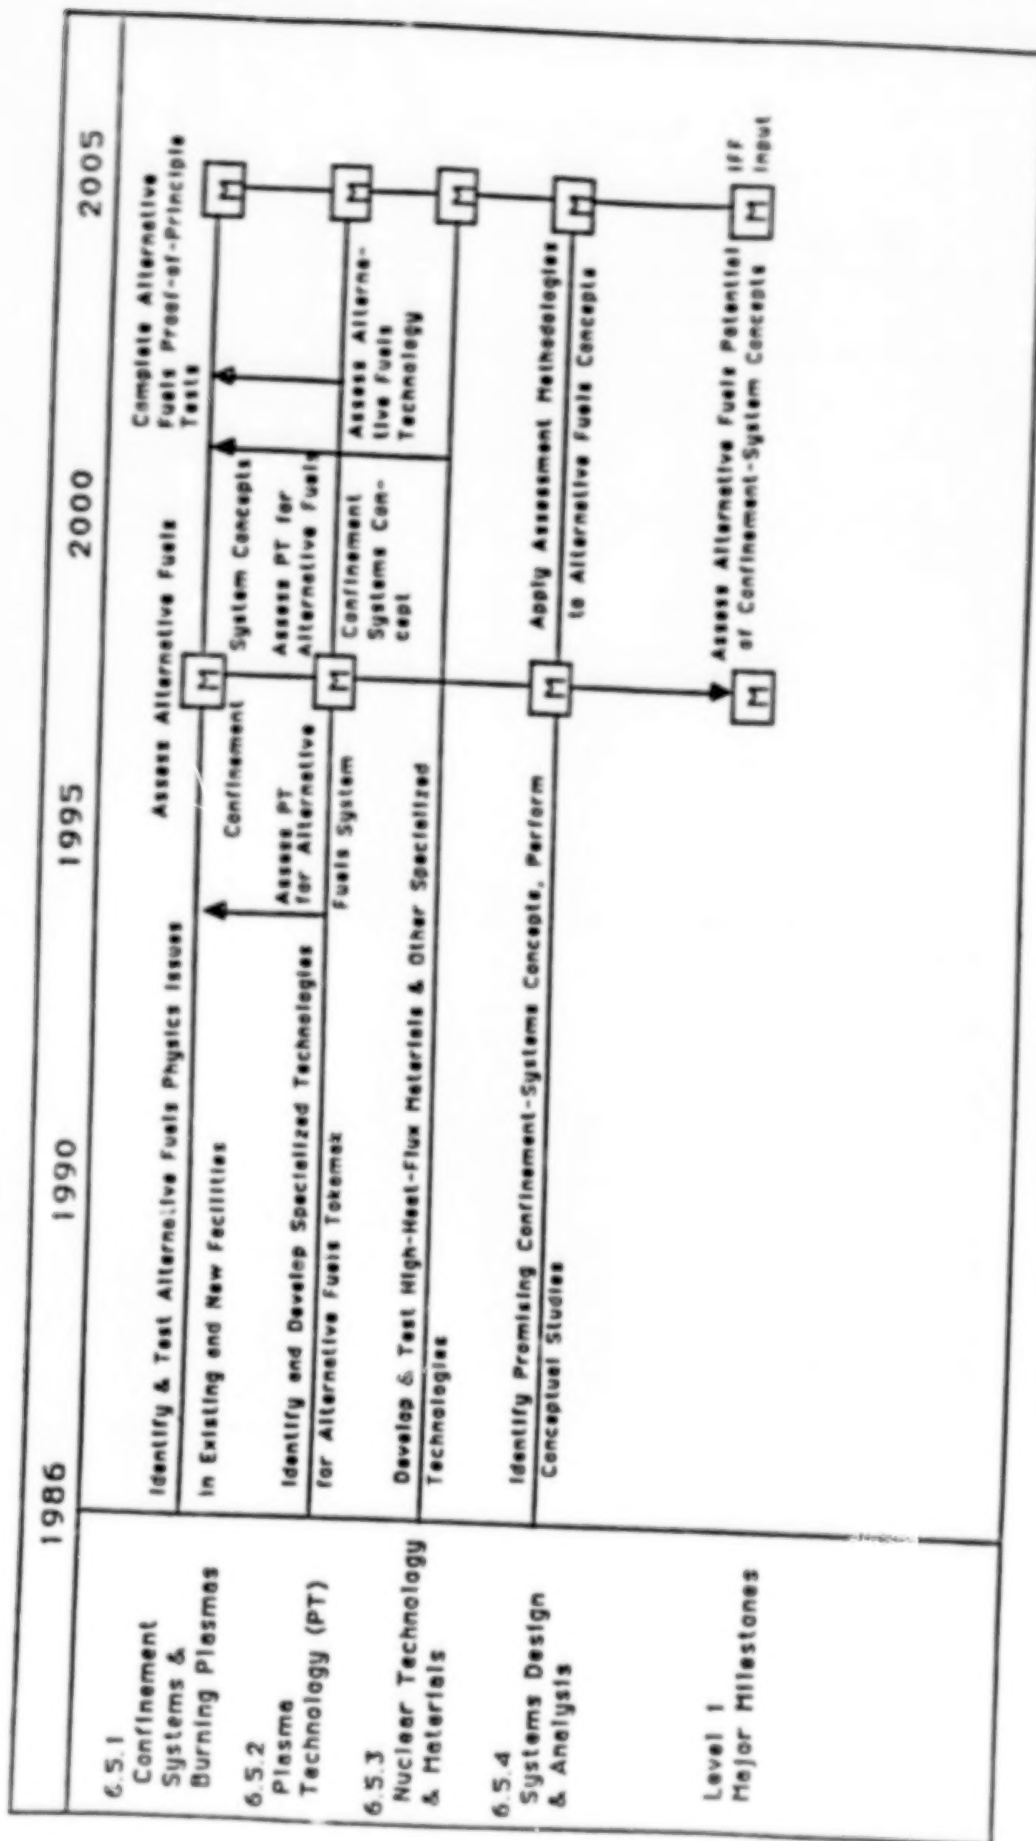 1986
1990
1995
2000
2005
6.5.1
Confinement
Systems &
Burning Plasmas
Identify & Test Alternative Fuels Physics Issues
in Existing and New Facilities
Assess Alternative Fuels
Confinement
System Concepts
Complete Alternative
Fuels Proof-of-Principle
Tests
M
M
6.5.2
Plasma
Technology (PT)
Identify and Develop Specialized Technologies
for Alternative Fuels Tokamak
Assess PT
for Alternative
Fuels System
Assess PT for
Alternative Fuels
Confinement
Systems Con-
cept
M
M
6.5.3
Nuclear Technology
& Materials
Develop & Test High-Heat-Flux Materials & Other Specialized
Technologies
Assess Alterna-
tive Fuels
Technology
M
6.5.4
Systems Design
& Analysis
Identify Promising Confinement-Systems Concepts, Perform
Conceptual Studies
Apply Assessment Methodologies
to Alternative Fuels Concepts
M
M
Level 1
Major Milestones
Assess Alternative Fuels Potential
of Confinement-System Concepts
M
M
IFF
Input